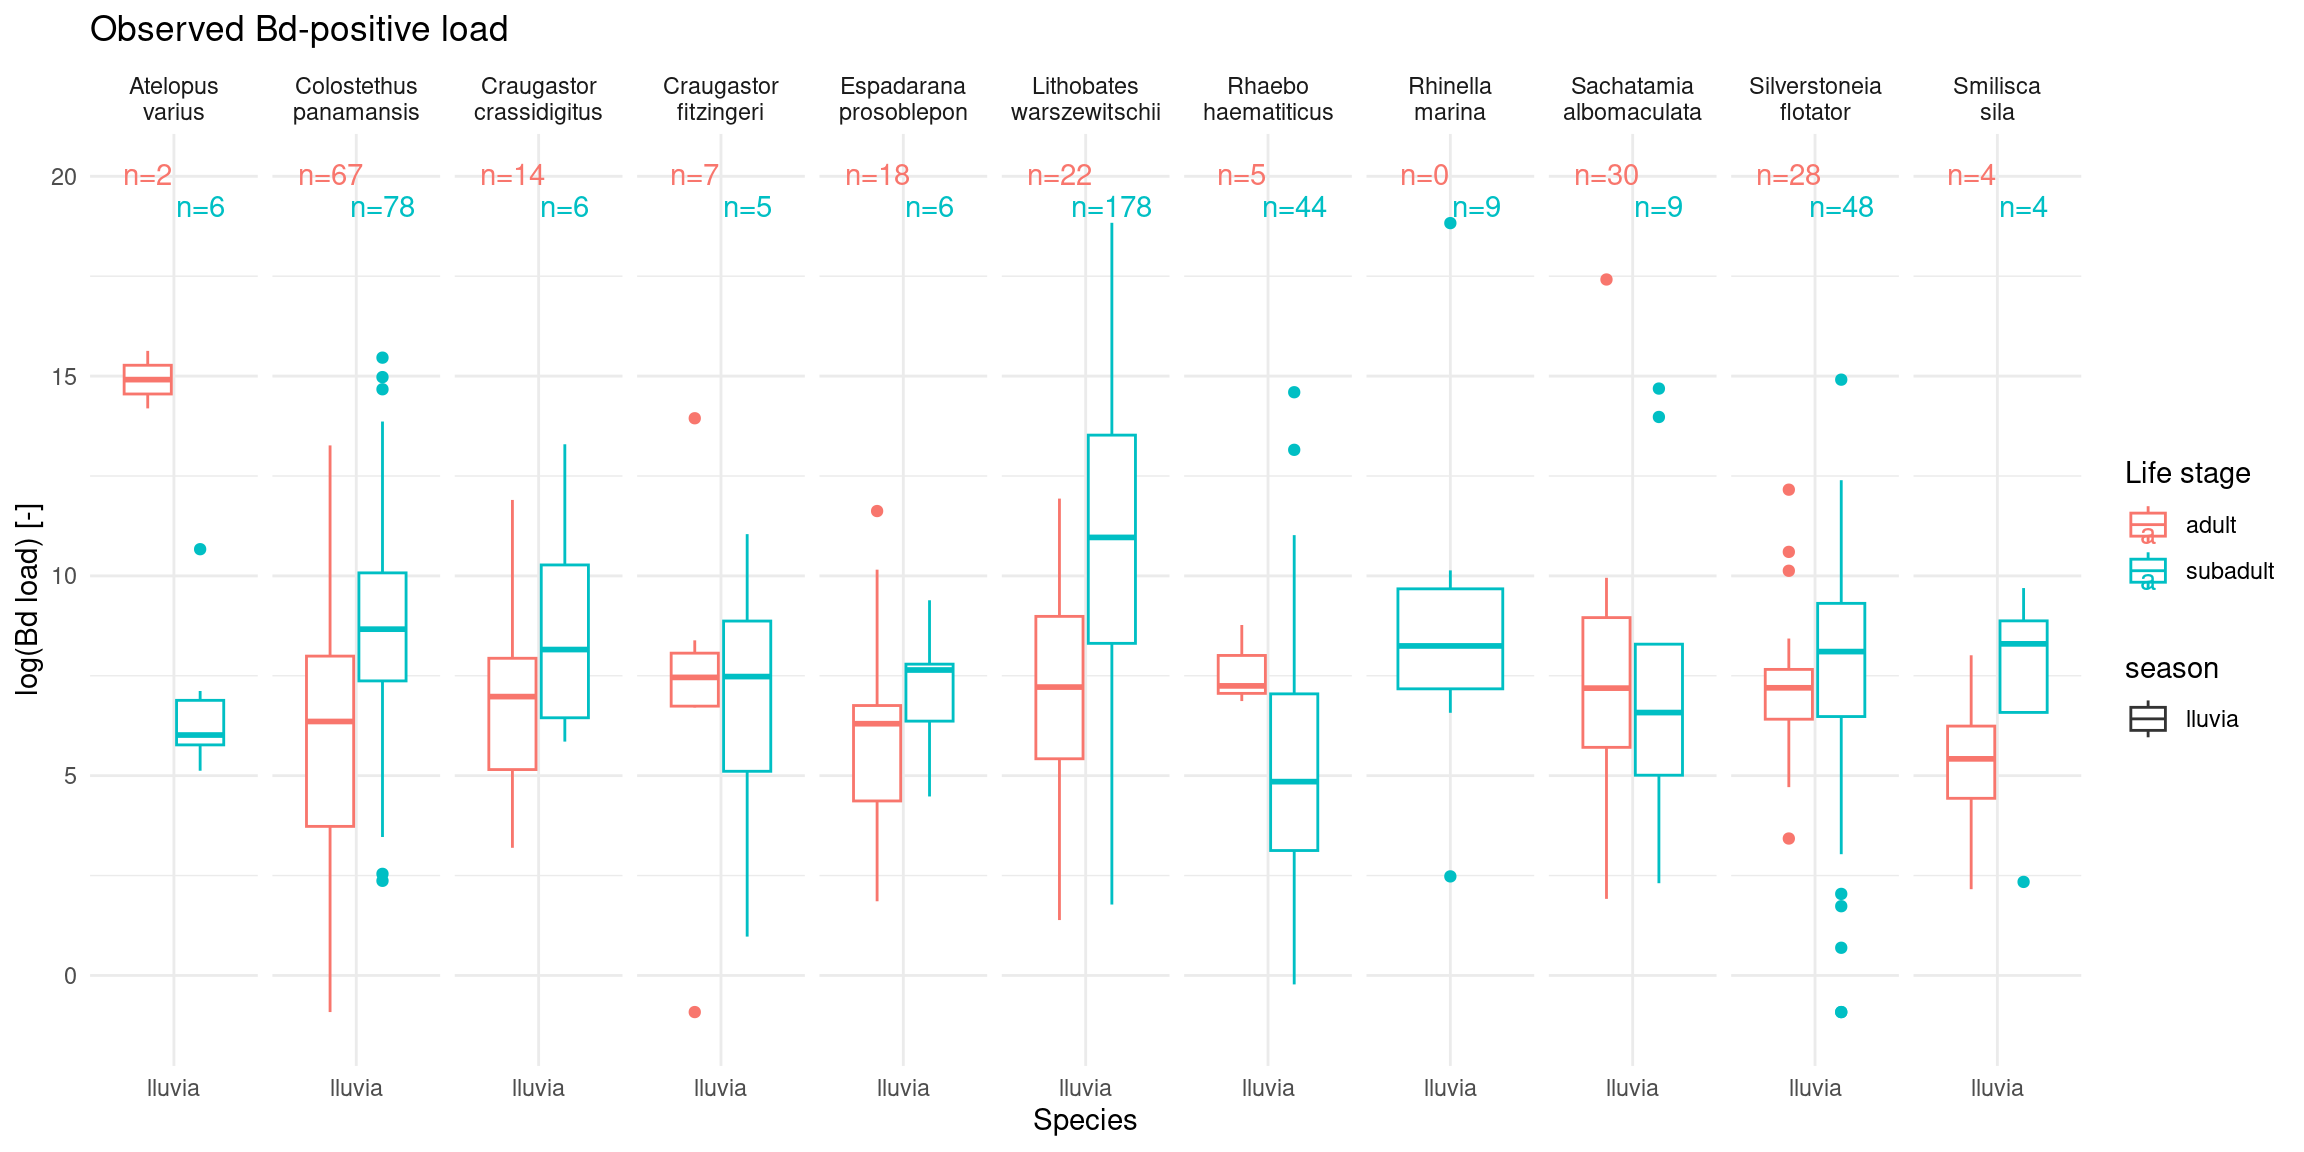 Observed Bd-positive load
Atelopus
varius
Colostethus
panamansis
Craugastor
crassidigitus
Craugastor
fitzingeri
Espadarana
prosoblepon
Lithobates
warszewitschii
Rhaebo
haematiticus
Rhinella
marina
Sachatamia
albomaculata
Silverstoneia
flotator
Smilisca
sila
n=2 n=67 n=14 n=7 n=18 n=22 n=5 n=0 n=30 n=28 n=4
n=6 n=78 n=6 n=5 n=6 n=178 n=44 n=9 n=9 n=48 n=4
20
15
10
5
0
log(Bd load) [-]
lluvia lluvia lluvia lluvia lluvia lluvia lluvia lluvia lluvia lluvia lluvia
Species
Life stage
a adult
a subadult
season
lluvia